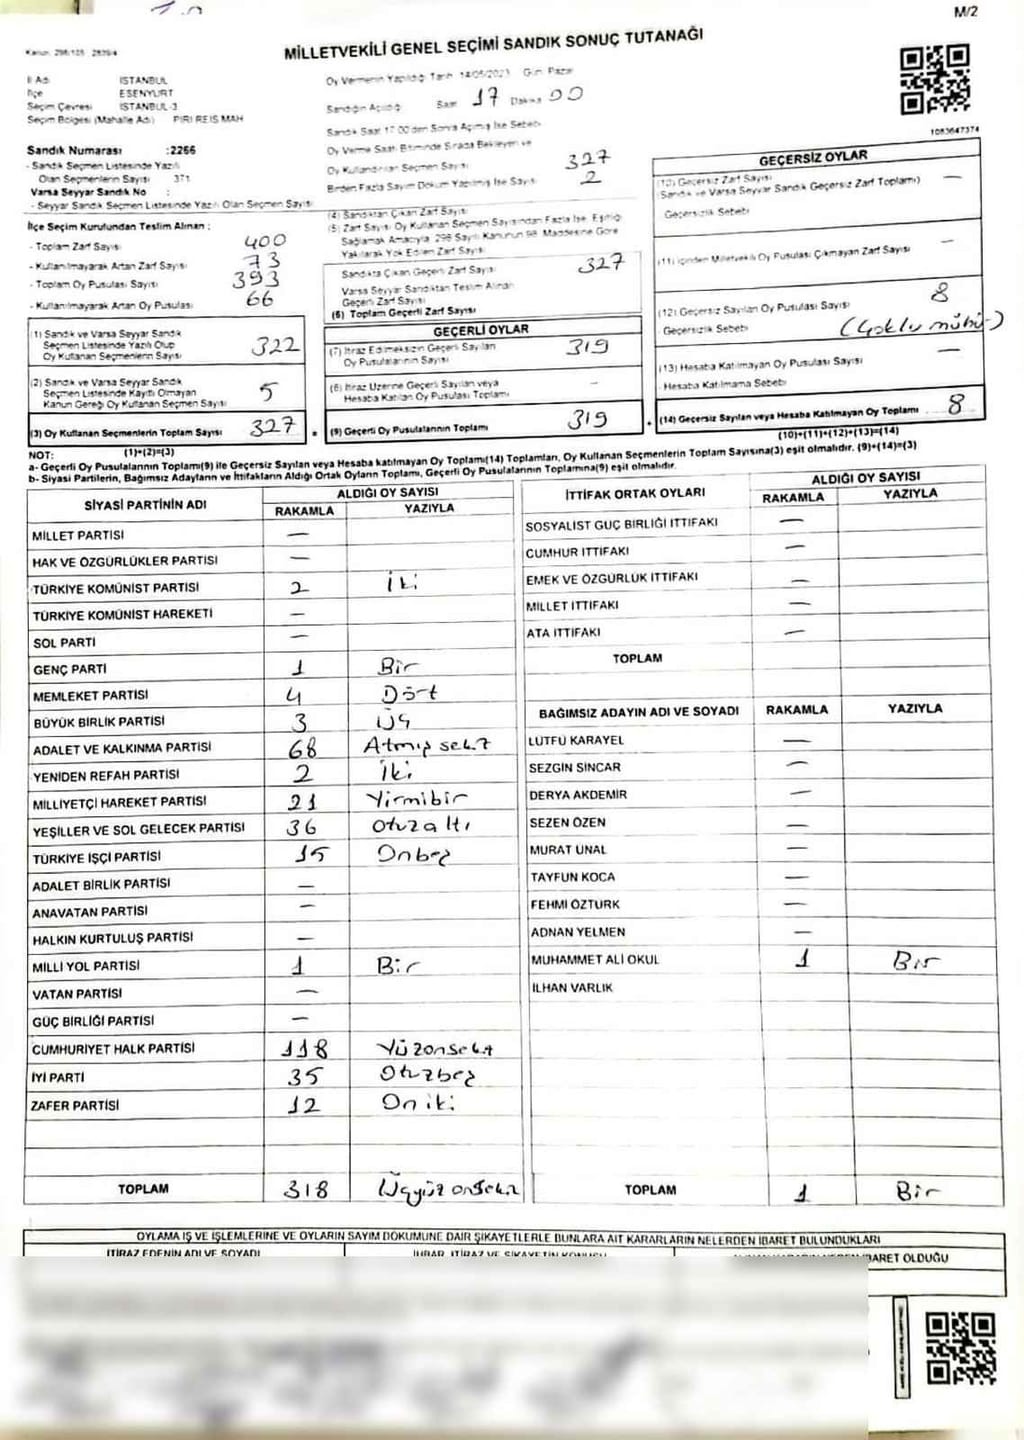 M/2
Kanun: 298/105 2839/4
MİLLETVEKİLİ GENEL SEÇİMİ SANDIK SONUÇ TUTANAĞI
İl Adı İSTANBUL
İlçe ESENYURT
Seçim Çevresi İSTANBUL-3
Seçim Bölgesi (Mahalle Adı) PİRİ REİS MAH
Sandık Numarası :2266
- Sandık Seçmen Listesinde Yazılı
Olan Seçmenlerin Sayısı 371
Varsa Seyyar Sandık No :
- Seyyar Sandık Seçmen Listesinde Yazılı Olan Seçmen Sayısı
Oy Vermenin Yapıldığı Tarih 14/05/2023 Gün Pazar
Sandığın Açıldığı Saat 17 Dakika 00
Sandık Saat 17.00'den Sonra Açılmış İse Sebebi
Oy Verme Saati Bitiminde Sırada Bekleyen ve
Oy Kullandırılan Seçmen Sayısı 327
Birden Fazla Sayım Döküm Yapılmış İse Sayısı 2
1083647374
İlçe Seçim Kurulundan Teslim Alınan :
- Toplam Zarf Sayısı 400
- Kullanılmayarak Artan Zarf Sayısı 73
- Toplam Oy Pusulası Sayısı 393
- Kullanılmayarak Artan Oy Pusulası 66
(4) Sandıktan Çıkan Zarf Sayısı
(5) Zarf Sayısı Oy Kullanan Seçmen Sayısından Fazla İse, Eşitliği
Sağlamak Amacıyla, 298 Sayılı Kanunun 98. Maddesine Göre
Yakılarak Yok Edilen Zarf Sayısı
Sandıkta Çıkan Geçerli Zarf Sayısı 327
Varsa Seyyar Sandıktan Teslim Alınan
Geçerli Zarf Sayısı
(6) Toplam Geçerli Zarf Sayısı
GEÇERSİZ OYLAR
(10) Geçersiz Zarf Sayısı —
(Sandık ve Varsa Seyyar Sandık Geçersiz Zarf Toplamı)
Geçersizlik Sebebi
(11) İçinden Milletvekili Oy Pusulası Çıkmayan Zarf Sayısı —
(12) Geçersiz Sayılan Oy Pusulası Sayısı 8
Geçersizlik Sebebi (Çoklu mühür)
(13) Hesaba Katılmayan Oy Pusulası Sayısı —
- Hesaba Katılmama Sebebi
(14) Geçersiz Sayılan veya Hesaba Katılmayan Oy Toplamı 8
(10)+(11)+(12)+(13)=(14)
(1) Sandık ve Varsa Seyyar Sandık
Seçmen Listesinde Yazılı Olup
Oy Kullanan Seçmenlerin Sayısı 322
(2) Sandık ve Varsa Seyyar Sandık
Seçmen Listesinde Kayıtlı Olmayan
Kanun Gereği Oy Kullanan Seçmen Sayısı 5
(3) Oy Kullanan Seçmenlerin Toplam Sayısı 327
(1)+(2)=(3)
GEÇERLİ OYLAR
(7) İtiraz Edilmeksizin Geçerli Sayılan
Oy Pusulalarının Sayısı 319
(8) İtiraz Üzerine Geçerli Sayılan veya
Hesaba Katılan Oy Pusulası Toplamı -
(9) Geçerli Oy Pusulalarının Toplamı 319
NOT:
a- Geçerli Oy Pusulalarının Toplamı(9) ile Geçersiz Sayılan veya Hesaba katılmayan Oy Toplamı(14) Toplamları, Oy Kullanan Seçmenlerin Toplam Sayısına(3) eşit olmalıdır. (9)+(14)=(3)
b- Siyasi Partilerin, Bağımsız Adayların ve İttifakların Aldığı Ortak Oyların Toplamı, Geçerli Oy Pusulalarının Toplamına(9) eşit olmalıdır.
SİYASİ PARTİNİN ADI ALDIĞI OY SAYISI
RAKAMLA YAZIYLA
MİLLET PARTİSİ —
HAK VE ÖZGÜRLÜKLER PARTİSİ —
TÜRKİYE KOMÜNİST PARTİSİ 2 İki
TÜRKİYE KOMÜNİST HAREKETİ —
SOL PARTİ —
GENÇ PARTİ 1 Bir
MEMLEKET PARTİSİ 4 Dört
BÜYÜK BİRLİK PARTİSİ 3 Üç
ADALET VE KALKINMA PARTİSİ 68 Atmış sekiz
YENİDEN REFAH PARTİSİ 2 İki
MİLLİYETÇİ HAREKET PARTİSİ 21 Yirmibir
YEŞİLLER VE SOL GELECEK PARTİSİ 36 Otuzaltı
TÜRKİYE İŞÇİ PARTİSİ 15 Onbeş
ADALET BİRLİK PARTİSİ —
ANAVATAN PARTİSİ —
HALKIN KURTULUŞ PARTİSİ —
MİLLİ YOL PARTİSİ 1 Bir
VATAN PARTİSİ —
GÜÇ BİRLİĞİ PARTİSİ —
CUMHURİYET HALK PARTİSİ 118 Yüzonsekiz
İYİ PARTİ 35 Otuzbeş
ZAFER PARTİSİ 12 On iki
TOPLAM 318 Üçyüz onsekiz
İTTİFAK ORTAK OYLARI ALDIĞI OY SAYISI
RAKAMLA YAZIYLA
SOSYALİST GÜÇ BİRLİĞİ İTTİFAKI —
CUMHUR İTTİFAKI —
EMEK VE ÖZGÜRLÜK İTTİFAKI —
MİLLET İTTİFAKI —
ATA İTTİFAKI —
TOPLAM
BAĞIMSIZ ADAYIN ADI VE SOYADI RAKAMLA YAZIYLA
LÜTFÜ KARAYEL —
SEZGİN SİNCAR —
DERYA AKDEMİR —
SEZEN ÖZEN —
MURAT ÜNAL —
TAYFUN KOCA —
FEHMİ ÖZTÜRK —
ADNAN YELMEN —
MUHAMMET ALİ OKUL 1 Bir
İLHAN VARLIK
TOPLAM 1 Bir
OYLAMA İŞ VE İŞLEMLERİNE VE OYLARIN SAYIM DÖKÜMÜNE DAİR ŞİKAYETLERLE BUNLARA AİT KARARLARIN NELERDEN İBARET BULUNDUKLARI
İTİRAZ EDENİN ADI VE SOYADI İHBAR, İTİRAZ VE ŞİKAYETİN KONUSU İBARET OLDUĞU